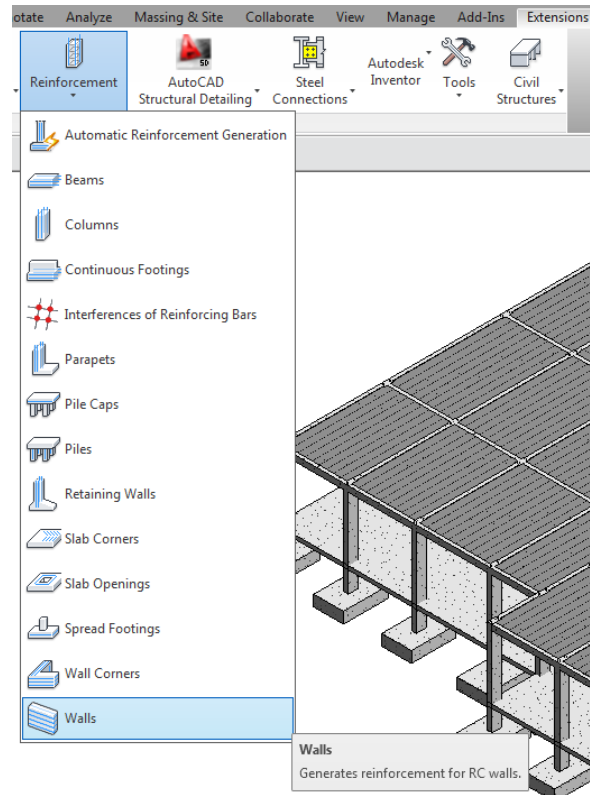 otate Analyze Massing & Site Collaborate View Manage Add-Ins Extensions
Reinforcement
AutoCAD
Structural Detailing
Steel
Connections
Autodesk
Inventor
Tools
Civil
Structures
SD
Automatic Reinforcement Generation
Beams
Columns
Continuous Footings
Interferences of Reinforcing Bars
Parapets
Pile Caps
Piles
Retaining Walls
Slab Corners
Slab Openings
Spread Footings
Wall Corners
Walls
Walls
Generates reinforcement for RC walls.